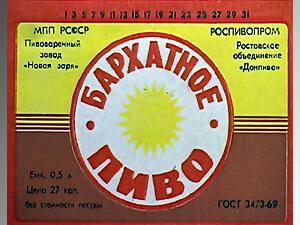 1 3 5 7 9 11 13 15 17 19 21 23 25 27 29 31
МПП РСФСР
Пивоваренный
завод
«Новая заря»
РОСПИВОПРОМ
Ростовское
объединение
«Донпиво»
БАРХАТНОЕ
ПИВО
Емк. 0,5 л.
Цена 27 коп.
без стоимости посуды
ГОСТ 3473-69